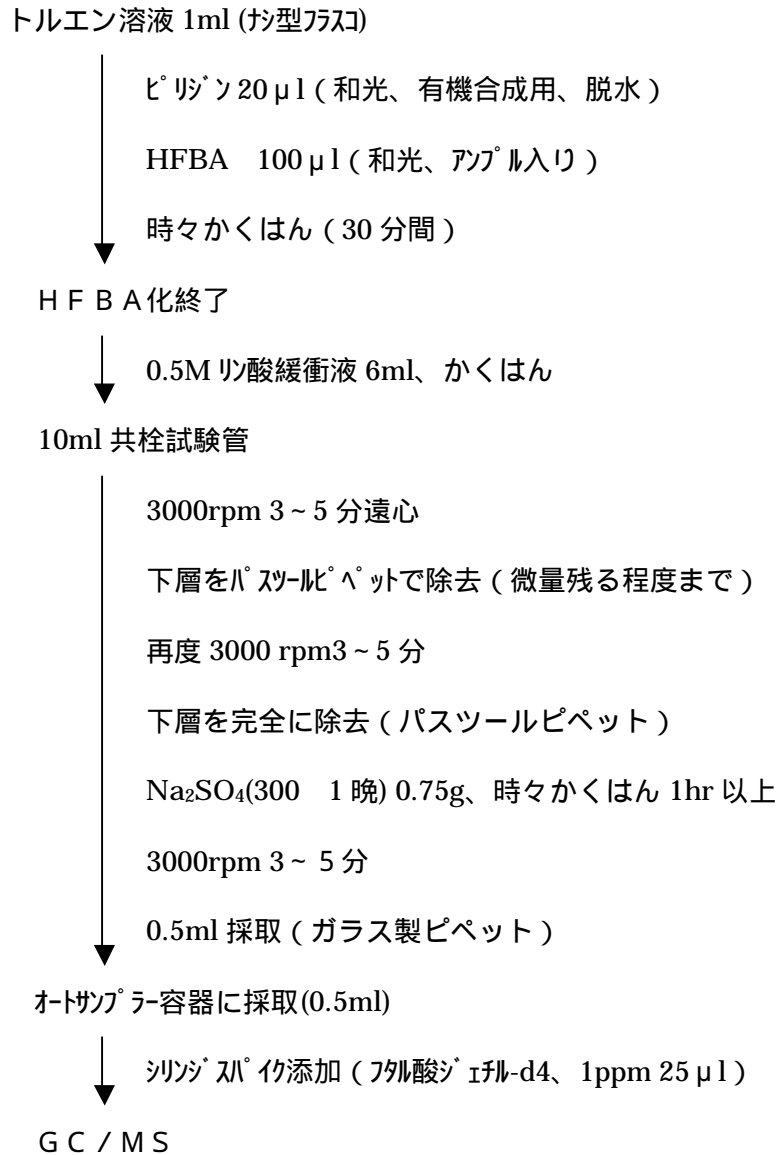 トルエン溶液 1ml (ﾅｼ型ﾌﾗｽｺ)
ﾋﾟﾘｼﾞﾝ 20μl（和光、有機合成用、脱水）
HFBA　100μl（和光、ｱﾝﾌﾟﾙ入り）
時々かくはん（30 分間）
ＨＦＢＡ化終了
0.5M ﾘﾝ酸緩衝液 6ml、かくはん
10ml 共栓試験管
3000rpm 3～5 分遠心
下層をﾊﾟｽﾂｰﾙﾋﾟﾍﾟｯﾄで除去（微量残る程度まで）
再度 3000 rpm3～5 分
下層を完全に除去（パスツールピペット）
Na₂SO₄(300　1 晩) 0.75g、時々かくはん 1hr 以上
3000rpm 3～５分
0.5ml 採取（ガラス製ピペット）
ｵｰﾄｻﾝﾌﾟﾗｰ容器に採取(0.5ml)
ｼﾘﾝｼﾞｽﾊﾟｲｸ添加（ﾌﾀﾙ酸ｼﾞｪﾁﾙ-d4、1ppm 25μl）
ＧＣ/ＭＳ